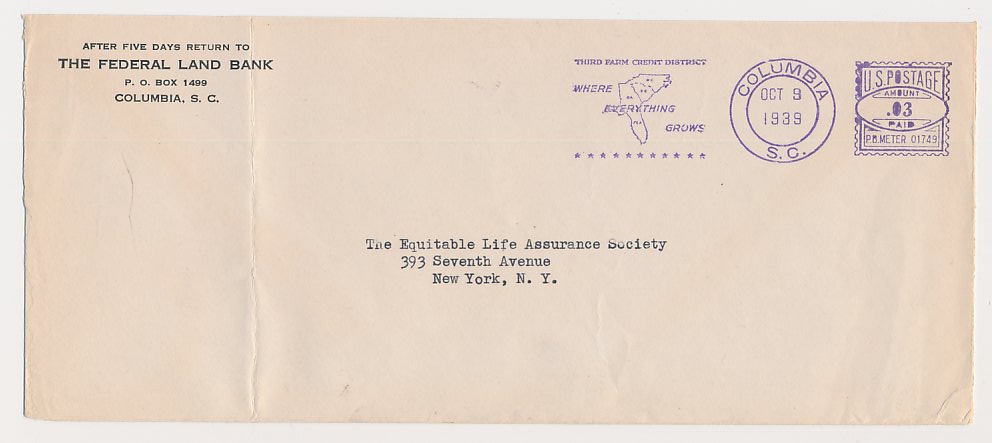 AFTER FIVE DAYS RETURN TO
THE FEDERAL LAND BANK
P. O. BOX 1499
COLUMBIA, S. C.
THIRD FARM CREDIT DISTRICT
WHERE
EVERYTHING
GROWS
COLUMBIA
OCT 9
1939
S. C.
U.S. POSTAGE
AMOUNT
.03
PAID
P.B. METER 01749
The Equitable Life Assurance Society
393 Seventh Avenue
New York, N. Y.